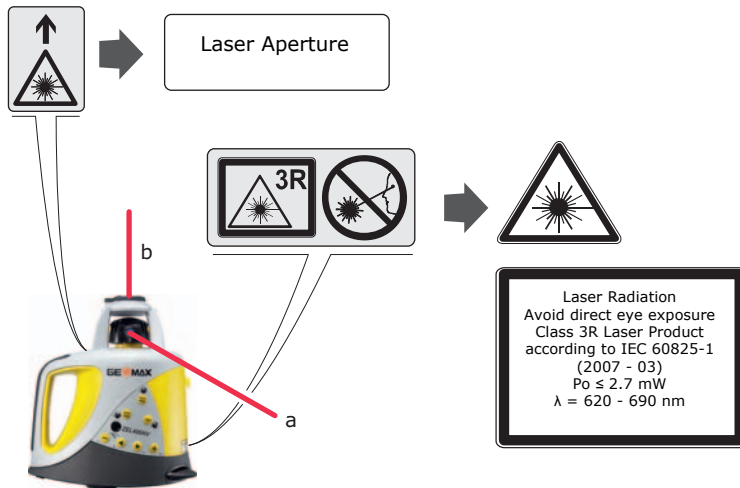 Laser Aperture
3R
b
Laser Radiation
Avoid direct eye exposure
Class 3R Laser Product
according to IEC 60825-1
(2007 - 03)
Po ≤ 2.7 mW
λ = 620 - 690 nm
GEOMAX
a